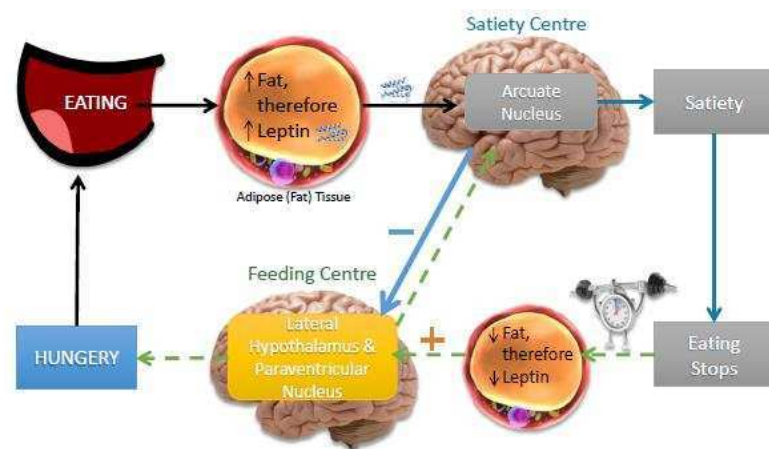 Satiety Centre
EATING
↑ Fat,
therefore
↑ Leptin
Adipose (Fat) Tissue
Arcuate
Nucleus
Satiety
−
Feeding Centre
HUNGERY
Lateral
Hypothalamus &
Paraventricular
Nucleus
+
↓ Fat,
therefore
↓ Leptin
Eating
Stops